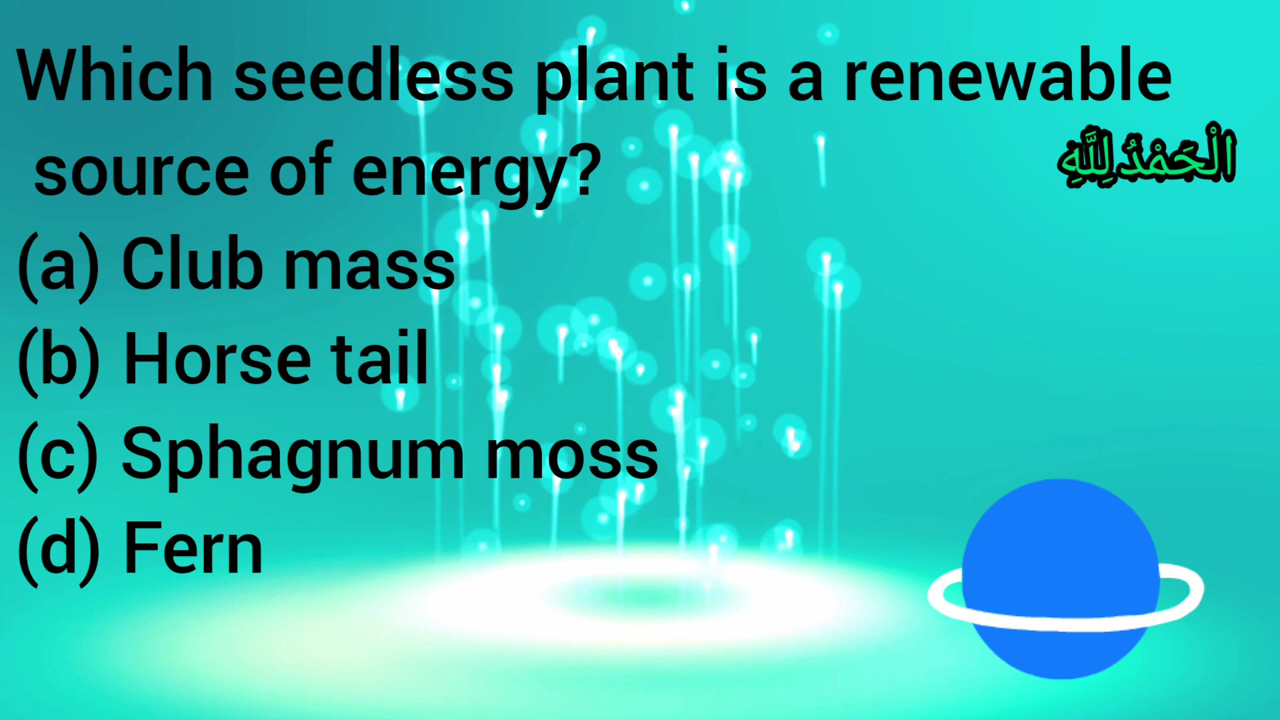 Which seedless plant is a renewable
source of energy?
الْحَمْدُ لِلَّهِ
(a) Club mass
(b) Horse tail
(c) Sphagnum moss
(d) Fern